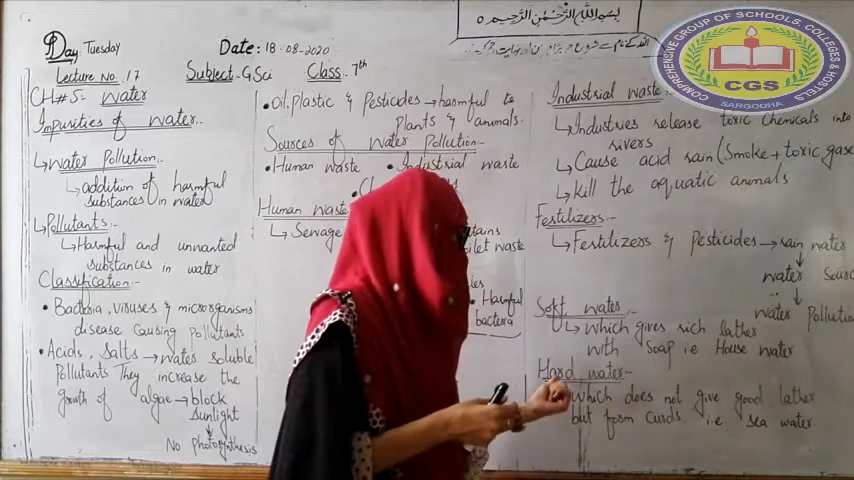 بسم اللہ الرحمٰن الرحیم ہ
Day Tuesday
Date: 18-08-2020
Lecture No. 17
Subject G.Sci
Class 7th
CH#5- Water
Impurities of Water.
Water Pollution.
addition of harmful
substances in water
Pollutants:-
Harmful and unwanted
substances in water
Classification:-
• Bacteria, viruses & microorganisms
disease causing Pollutants
• Acids, Salts → water soluble
Pollutants They increase the
growth of algae → block
sunlight
No Photosynthesis
• Oil, Plastic & Pesticides → harmful to
Plants & animals.
Sources of Water Pollution:-
• Human waste • Industrial waste
Human Waste
Sewage
toilet waste
• Harmful
bacteria
Industrial waste:
Industries release toxic Chemicals into
rivers
Cause acid rain (Smoke + toxic gase
Kill the aquatic animals
Festilizers:-
Festilizers & Pesticides → rain water
water Sourc
water Pollution
Soft water:-
which gives rich lather
with Soap i.e House water
Hard water:-
which does not give good lather
but form Curds. i.e sea water
COMPREHENSIVE GROUP OF SCHOOLS, COLLEGES & HOSTELS
CGS
SARGODHA